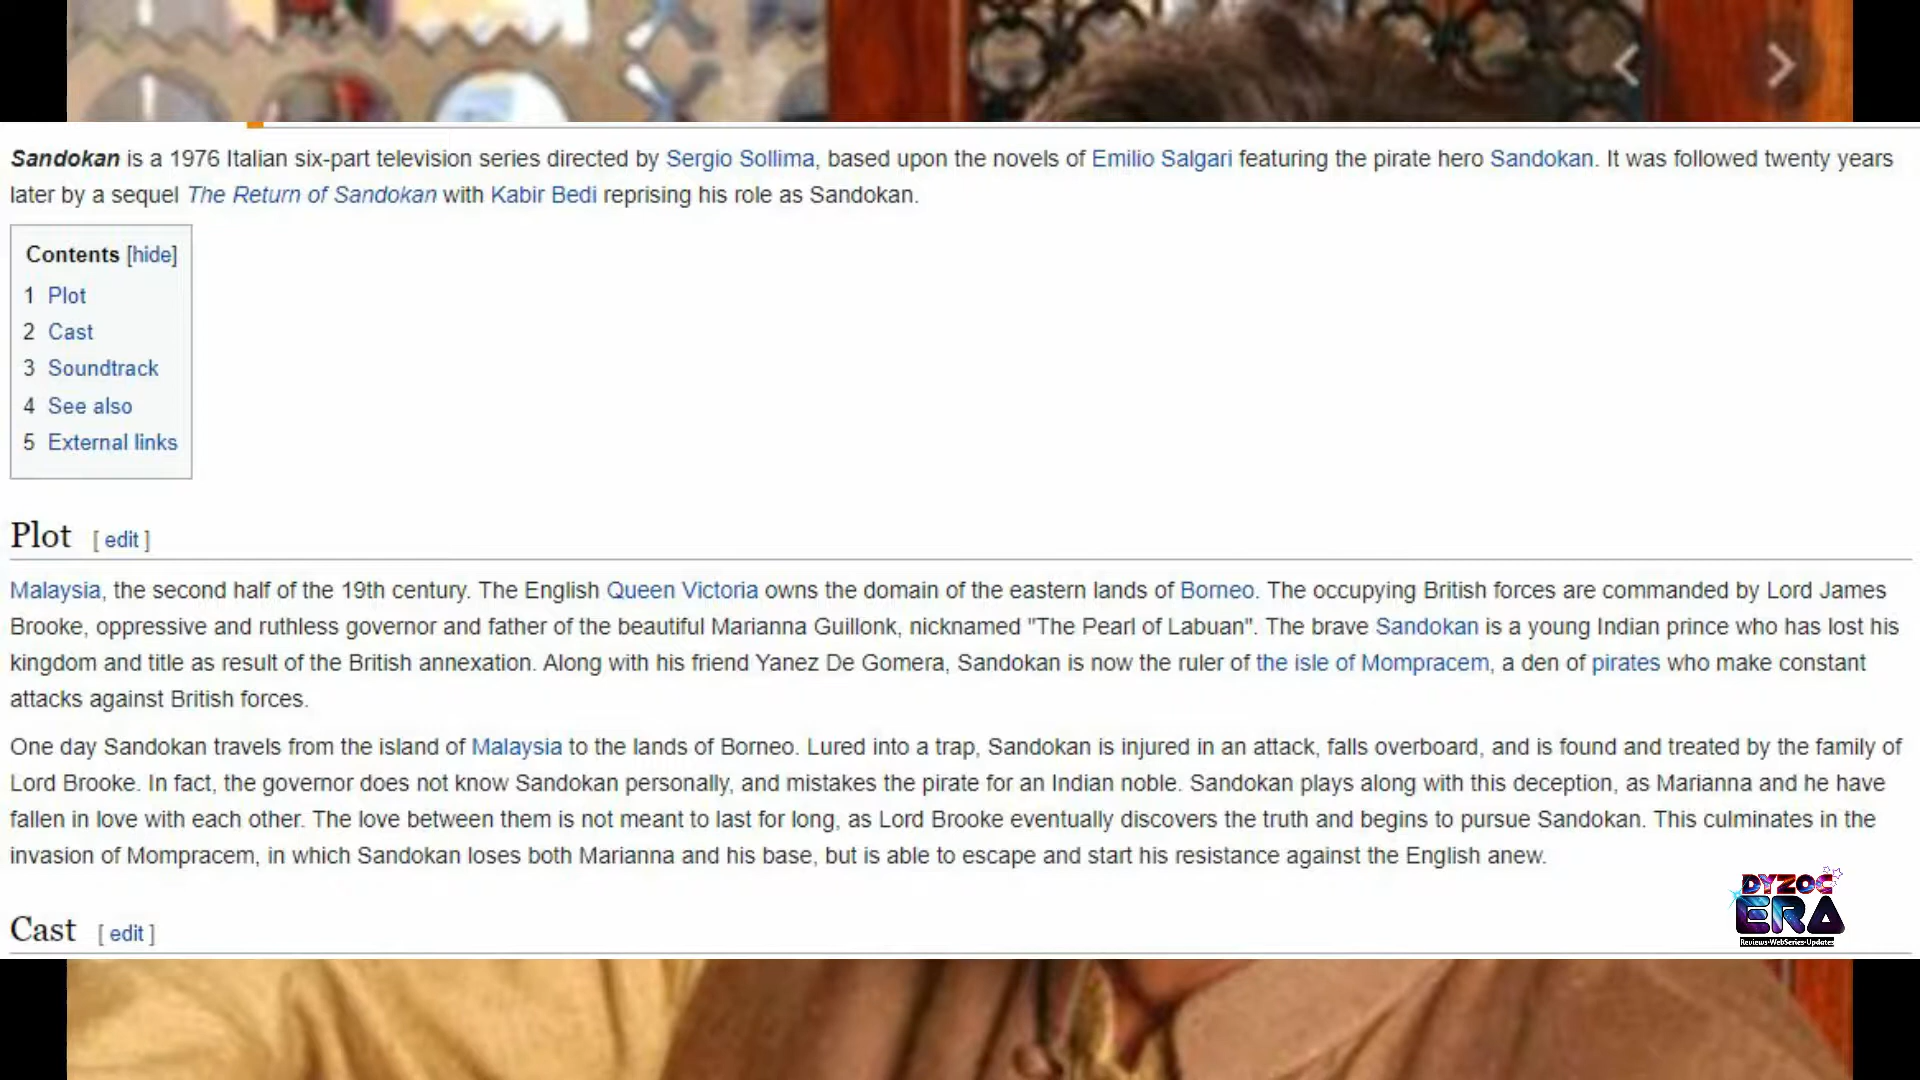 Sandokan is a 1976 Italian six-part television series directed by Sergio Sollima, based upon the novels of Emilio Salgari featuring the pirate hero Sandokan. It was followed twenty years
later by a sequel The Return of Sandokan with Kabir Bedi reprising his role as Sandokan.
Contents [hide]
1 Plot
2 Cast
3 Soundtrack
4 See also
5 External links
Plot [ edit ]
Malaysia, the second half of the 19th century. The English Queen Victoria owns the domain of the eastern lands of Borneo. The occupying British forces are commanded by Lord James
Brooke, oppressive and ruthless governor and father of the beautiful Marianna Guillonk, nicknamed "The Pearl of Labuan". The brave Sandokan is a young Indian prince who has lost his
kingdom and title as result of the British annexation. Along with his friend Yanez De Gomera, Sandokan is now the ruler of the isle of Mompracem, a den of pirates who make constant
attacks against British forces.
One day Sandokan travels from the island of Malaysia to the lands of Borneo. Lured into a trap, Sandokan is injured in an attack, falls overboard, and is found and treated by the family of
Lord Brooke. In fact, the governor does not know Sandokan personally, and mistakes the pirate for an Indian noble. Sandokan plays along with this deception, as Marianna and he have
fallen in love with each other. The love between them is not meant to last for long, as Lord Brooke eventually discovers the truth and begins to pursue Sandokan. This culminates in the
invasion of Mompracem, in which Sandokan loses both Marianna and his base, but is able to escape and start his resistance against the English anew.
DYZOC
ERA
Reviews-WebSeries-Updates
Cast [ edit ]